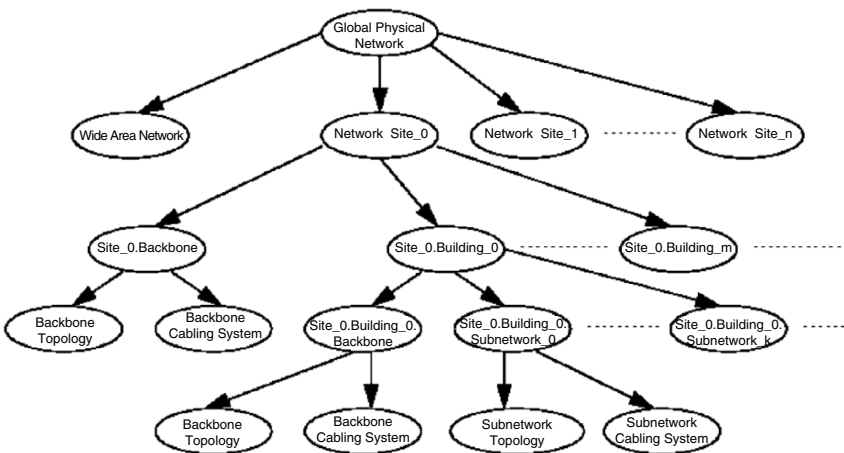 Global Physical
Network
Wide Area Network
Network Site_0
Network Site_1
Network Site_n
Site_0.Backbone
Site_0.Building_0
Site_0.Building_m
Backbone
Topology
Backbone
Cabling System
Site_0.Building_0.
Backbone
Site_0.Building_0.
Subnetwork_0
Site_0.Building_0.
Subnetwork_k
Backbone
Topology
Backbone
Cabling System
Subnetwork
Topology
Subnetwork
Cabling System